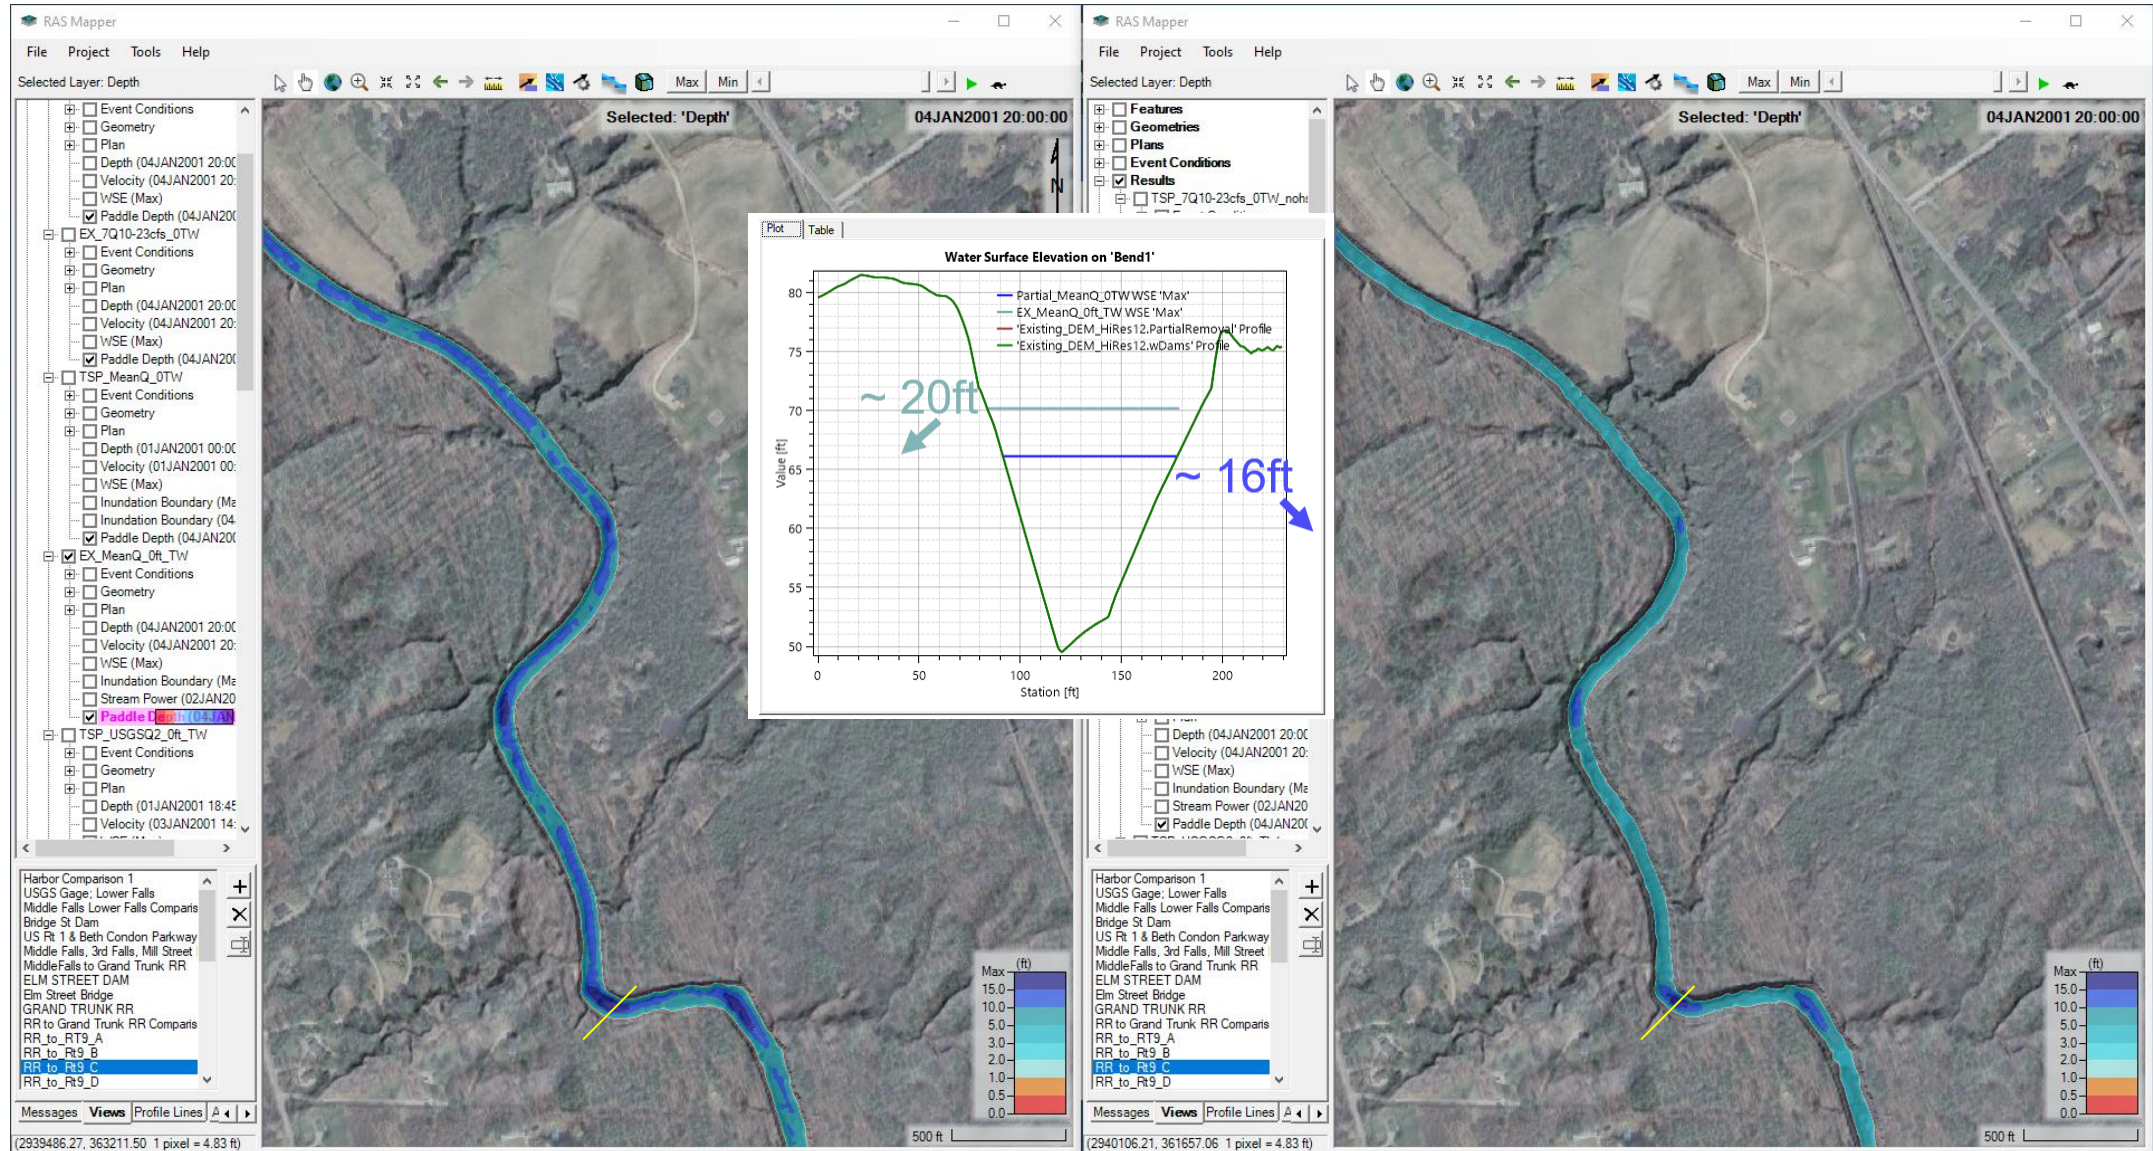 RAS Mapper
File Project Tools Help
Selected Layer: Depth
Max Min
Event Conditions
Geometry
Plan
Depth (04JAN2001 20:00
Velocity (04JAN2001 20:
WSE (Max)
Paddle Depth (04JAN200
EX_7Q10-23cfs_0TW
Event Conditions
Geometry
Plan
Depth (04JAN2001 20:00
Velocity (04JAN2001 20:
WSE (Max)
Paddle Depth (04JAN200
TSP_MeanQ_0TW
Event Conditions
Geometry
Plan
Depth (01JAN2001 00:00
Velocity (01JAN2001 00:
WSE (Max)
Inundation Boundary (Ma
Inundation Boundary (04
Paddle Depth (04JAN200
EX_MeanQ_0ft_TW
Event Conditions
Geometry
Plan
Depth (04JAN2001 20:00
Velocity (04JAN2001 20:
WSE (Max)
Inundation Boundary (Ma
Stream Power (02JAN20
Paddle Depth (04JAN
TSP_USGSQ2_0ft_TW
Event Conditions
Geometry
Plan
Depth (01JAN2001 18:45
Velocity (03JAN2001 14:
Harbor Comparison 1
USGS Gage; Lower Falls
Middle Falls Lower Falls Comparis
Bridge St Dam
US Rt 1 & Beth Condon Parkway
Middle Falls, 3rd Falls, Mill Street
MiddleFalls to Grand Trunk RR
ELM STREET DAM
Elm Street Bridge
GRAND TRUNK RR
RR to Grand Trunk RR Comparis
RR_to_RT9_A
RR_to_Rt9_B
RR_to_Rt9_C
RR_to_Rt9_D
Messages Views Profile Lines A
(2939486.27, 363211.50 1 pixel = 4.83 ft)
Selected: 'Depth'
04JAN2001 20:00:00
N
(ft)
Max
15.0
10.0
5.0
3.0
2.0
1.0
0.5
0.0
500 ft
Plot Table
Water Surface Elevation on 'Bend1'
Partial_MeanQ_0TW WSE 'Max'
EX_MeanQ_0ft_TW WSE 'Max'
'Existing_DEM_HiRes12.PartialRemoval' Profile
'Existing_DEM_HiRes12.wDams' Profile
~ 20ft
~ 16ft
Value [ft]
80
75
70
65
60
55
50
0 50 100 150 200
Station [ft]
RAS Mapper
File Project Tools Help
Selected Layer: Depth
Max Min
Features
Geometries
Plans
Event Conditions
Results
TSP_7Q10-23cfs_0TW_nohs
Depth (04JAN2001 20:00
Velocity (04JAN2001 20:
WSE (Max)
Inundation Boundary (Ma
Stream Power (02JAN20
Paddle Depth (04JAN200
Harbor Comparison 1
USGS Gage; Lower Falls
Middle Falls Lower Falls Comparis
Bridge St Dam
US Rt 1 & Beth Condon Parkway
Middle Falls, 3rd Falls, Mill Street
MiddleFalls to Grand Trunk RR
ELM STREET DAM
Elm Street Bridge
GRAND TRUNK RR
RR to Grand Trunk RR Comparis
RR_to_RT9_A
RR_to_Rt9_B
RR_to_Rt9_C
RR_to_Rt9_D
Messages Views Profile Lines A
(2940106.21, 361657.06 1 pixel = 4.83 ft)
Selected: 'Depth'
04JAN2001 20:00:00
(ft)
Max
15.0
10.0
5.0
3.0
2.0
1.0
0.5
0.0
500 ft